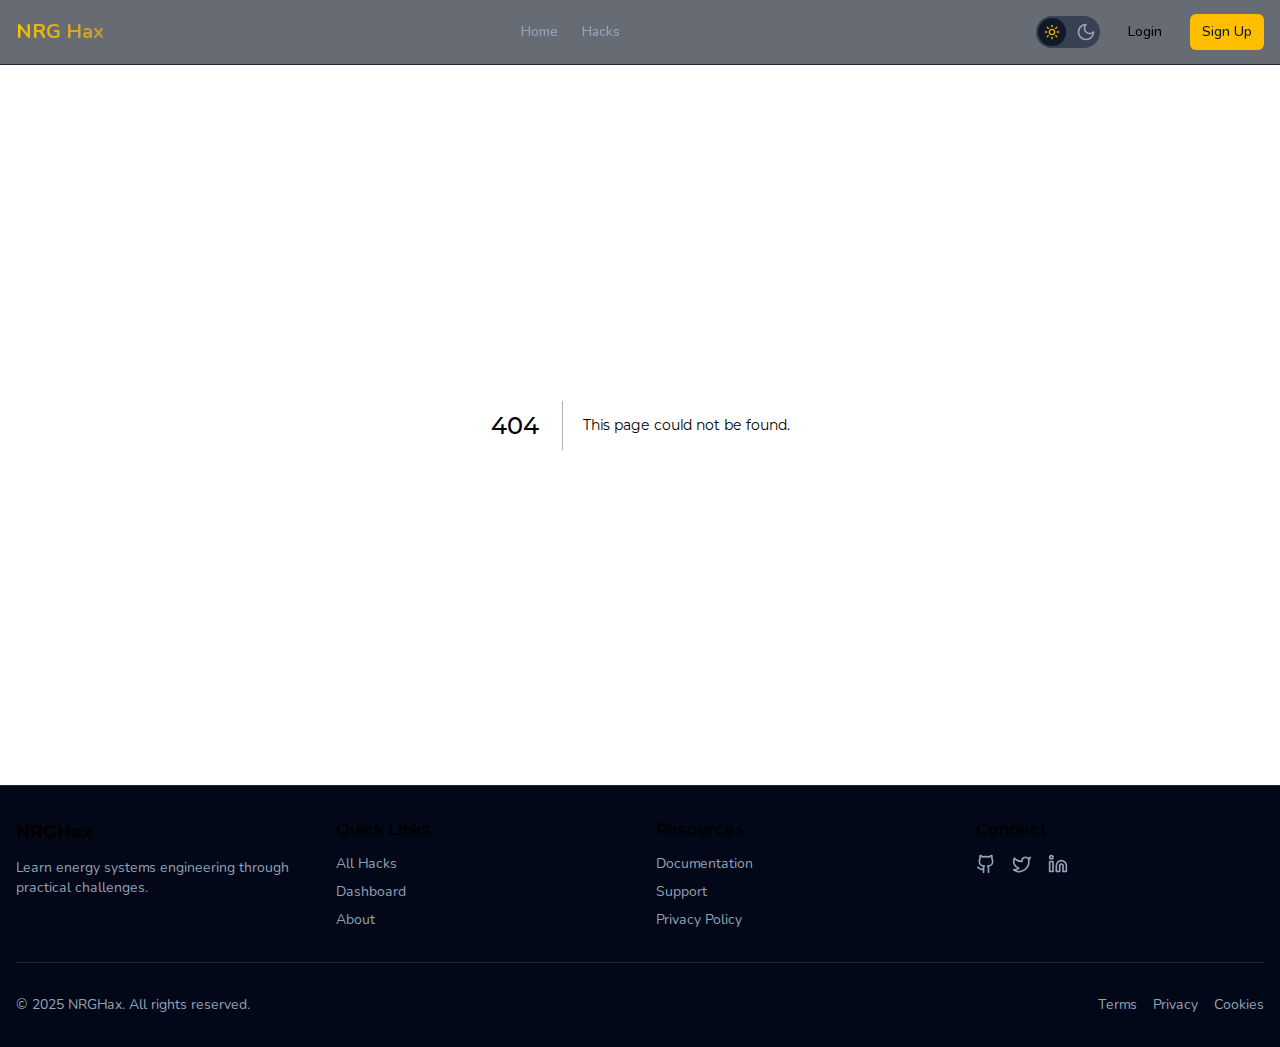 NRG Hax
Home
Hacks
Login
Sign Up
404
This page could not be found.
NRGHax
Learn energy systems engineering through
practical challenges.
Quick Links
All Hacks
Dashboard
About
Resources
Documentation
Support
Privacy Policy
Connect
© 2025 NRGHax. All rights reserved.
Terms
Privacy
Cookies